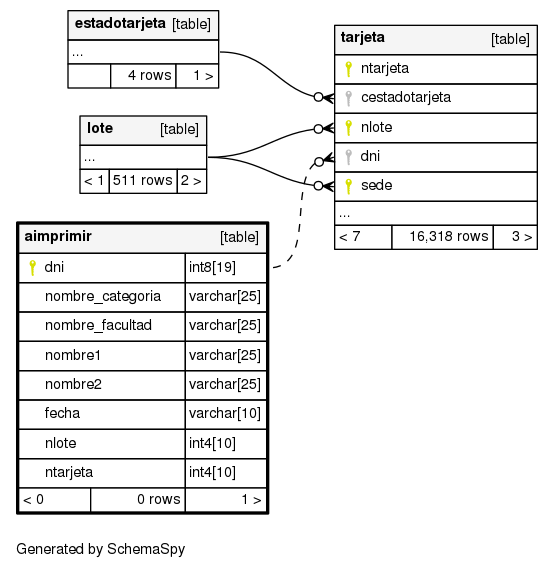 estadotarjeta [table]
...
4 rows 1 >
tarjeta [table]
ntarjeta
cestadotarjeta
nlote
dni
sede
...
< 7 16,318 rows 3 >
lote [table]
...
< 1 511 rows 2 >
aimprimir [table]
dni int8[19]
nombre_categoria varchar[25]
nombre_facultad varchar[25]
nombre1 varchar[25]
nombre2 varchar[25]
fecha varchar[10]
nlote int4[10]
ntarjeta int4[10]
< 0 0 rows 1 >
Generated by SchemaSpy